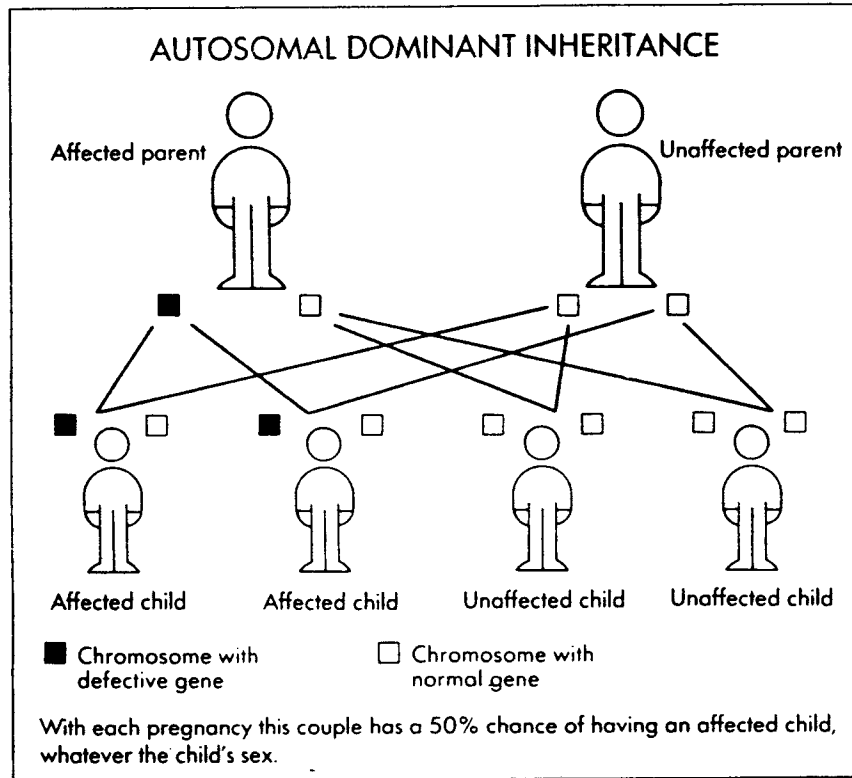 AUTOSOMAL DOMINANT INHERITANCE
Affected parent
Unaffected parent
Affected child
Affected child
Unaffected child
Unaffected child
Chromosome with
defective gene
Chromosome with
normal gene
With each pregnancy this couple has a 50% chance of having an affected child,
whatever the child's sex.